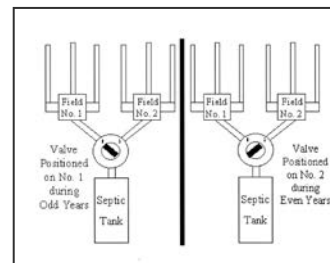 Field
No. 1
Field
No. 2
Valve
Positioned
on No. 1
during
Odd Years
Septic
Tank
Field
No. 1
Field
No. 2
Valve
Positioned
on No. 2
during
Even Years
Septic
Tank